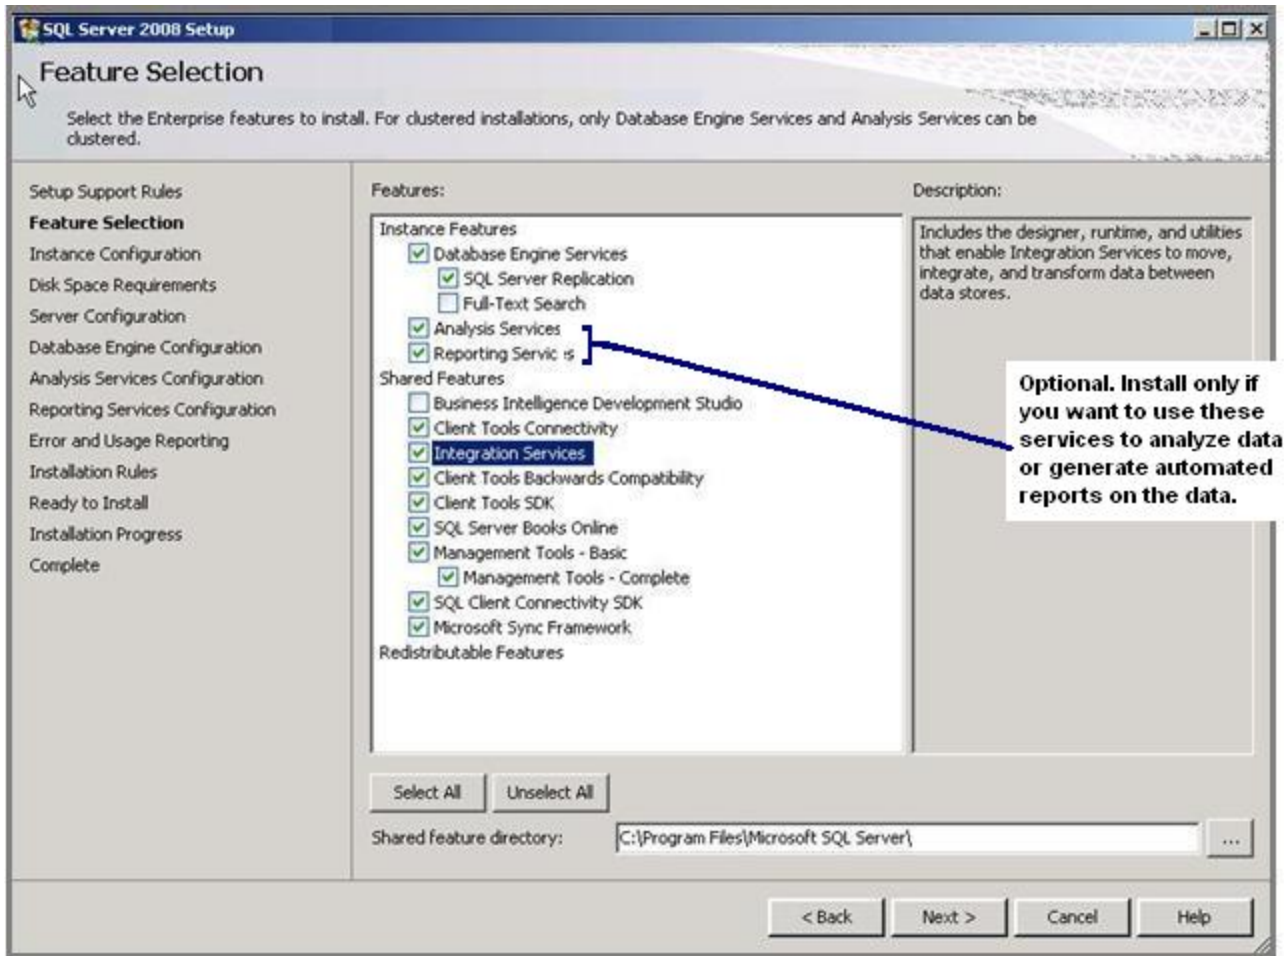 SQL Server 2008 Setup
Feature Selection
Select the Enterprise features to install. For clustered installations, only Database Engine Services and Analysis Services can be
clustered.
Setup Support Rules
Feature Selection
Instance Configuration
Disk Space Requirements
Server Configuration
Database Engine Configuration
Analysis Services Configuration
Reporting Services Configuration
Error and Usage Reporting
Installation Rules
Ready to Install
Installation Progress
Complete
Features:
Instance Features
Database Engine Services
SQL Server Replication
Full-Text Search
Analysis Services
Reporting Services
Shared Features
Business Intelligence Development Studio
Client Tools Connectivity
Integration Services
Client Tools Backwards Compatibility
Client Tools SDK
SQL Server Books Online
Management Tools - Basic
Management Tools - Complete
SQL Client Connectivity SDK
Microsoft Sync Framework
Redistributable Features
Description:
Includes the designer, runtime, and utilities
that enable Integration Services to move,
integrate, and transform data between
data stores.
Optional. Install only if
you want to use these
services to analyze data
or generate automated
reports on the data.
Select All
Unselect All
Shared feature directory:
C:\Program Files\Microsoft SQL Server\
...
< Back
Next >
Cancel
Help